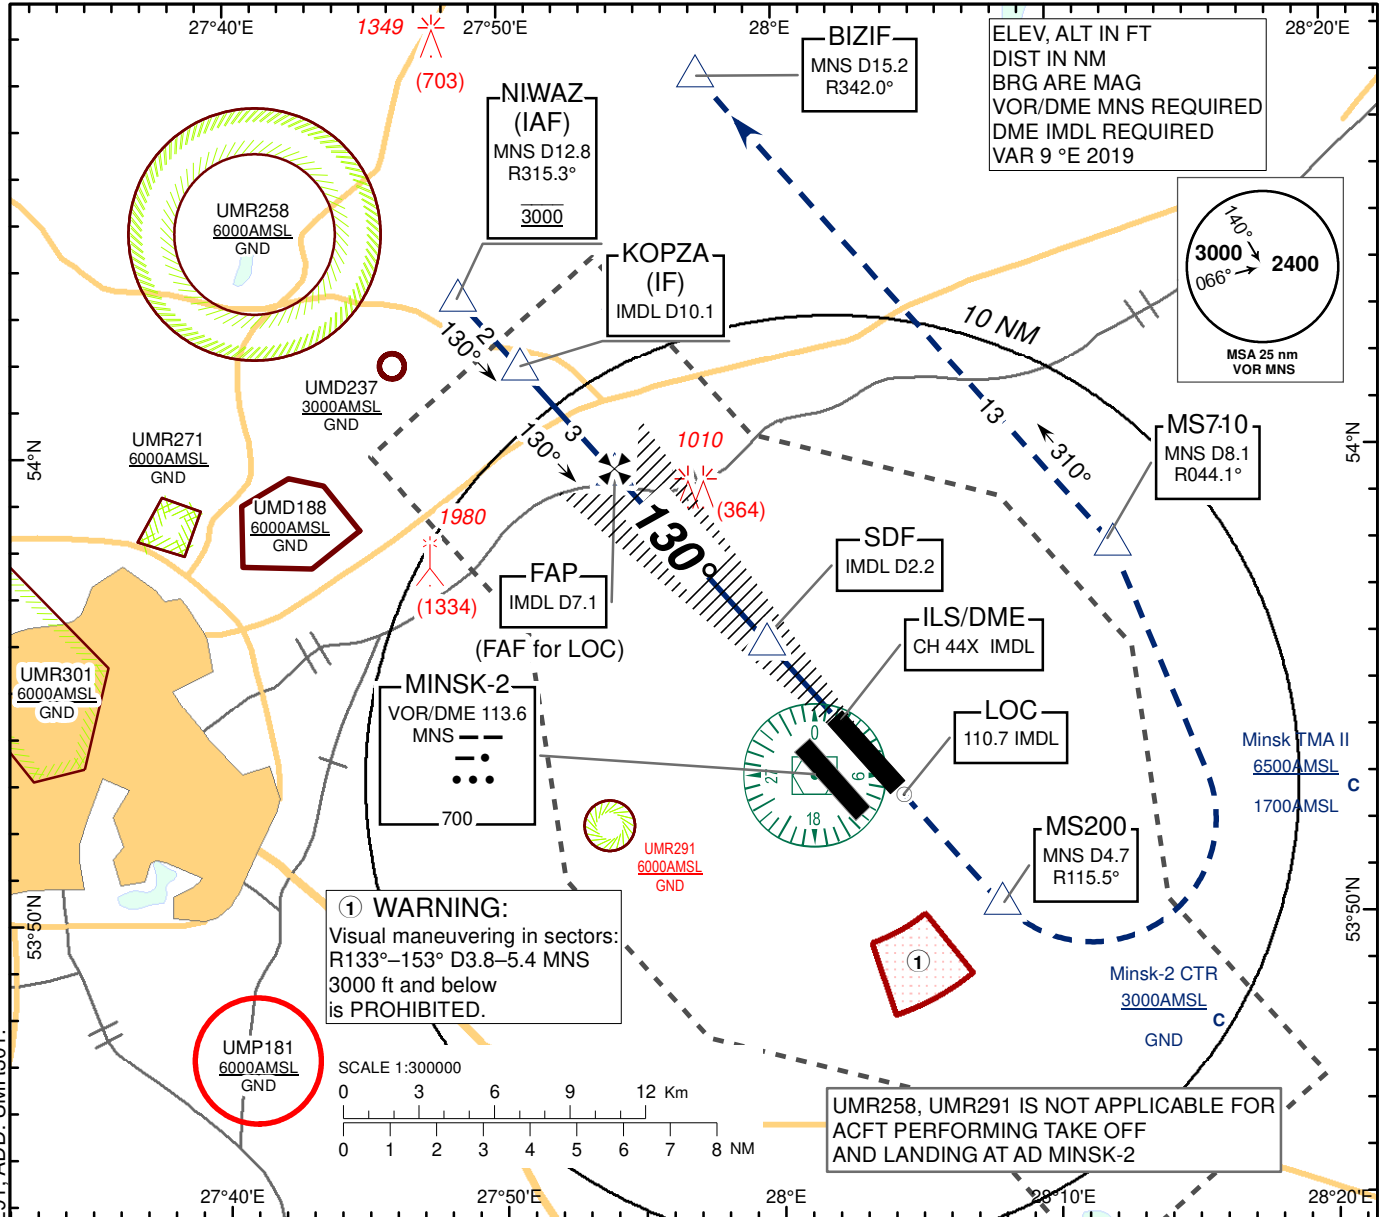 27°40'E
27°50'E
28°E
28°20'E
1349
(703)
BIZIF
MNS D15.2
R342.0°
ELEV, ALT IN FT
DIST IN NM
BRG ARE MAG
VOR/DME MNS REQUIRED
DME IMDL REQUIRED
VAR 9 °E 2019
NIWAZ
(IAF)
MNS D12.8
R315.3°
3000
UMR258
6000AMSL
GND
KOPZA
(IF)
IMDL D10.1
140°
3000
066°
2400
MSA 25 nm
VOR MNS
10 NM
2
130°
UMD237
3000AMSL
GND
13
310°
MS710
MNS D8.1
R044.1°
3
130°
1010
(364)
UMR271
6000AMSL
GND
54°N
54°N
UMD188
6000AMSL
GND
1980
(1334)
130°
SDF
IMDL D2.2
FAP
IMDL D7.1
(FAF for LOC)
ILS/DME
CH 44X IMDL
UMR301
6000AMSL
GND
MINSK-2
VOR/DME 113.6
MNS
700
LOC
110.7 IMDL
0
6
18
27
Minsk TMA II
6500AMSL
C
1700AMSL
UMR291
6000AMSL
GND
MS200
MNS D4.7
R115.5°
53°50'N
53°50'N
1 WARNING:
Visual maneuvering in sectors:
R133°–153° D3.8–5.4 MNS
3000 ft and below
is PROHIBITED.
1
Minsk-2 CTR
3000AMSL
C
GND
UMP181
6000AMSL
GND
SCALE 1:300000
0 3 6 9 12 Km
0 1 2 3 4 5 6 7 8 NM
UMR258, UMR291 IS NOT APPLICABLE FOR
ACFT PERFORMING TAKE OFF
AND LANDING AT AD MINSK-2
27°40'E
27°50'E
28°E
28°10'E
28°20'E